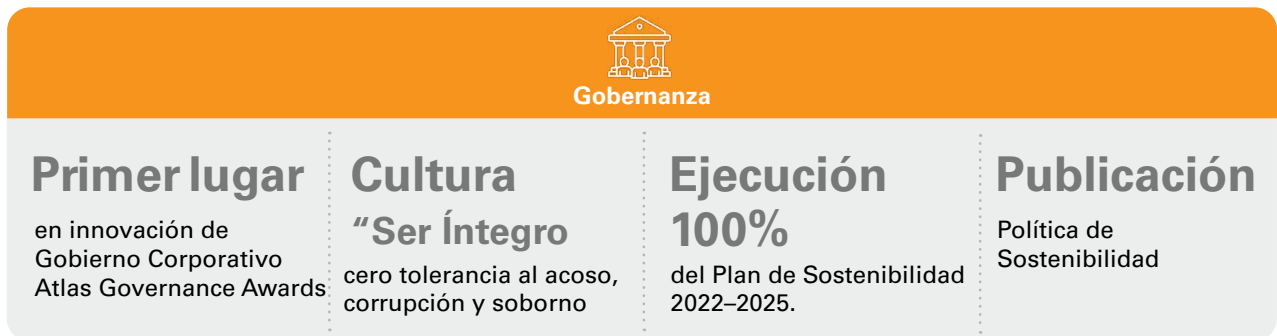 Gobernanza
Primer lugar
en innovación de
Gobierno Corporativo
Atlas Governance Awards
Cultura
“Ser Íntegro
cero tolerancia al acoso,
corrupción y soborno
Ejecución
100%
del Plan de Sostenibilidad
2022–2025.
Publicación
Política de
Sostenibilidad